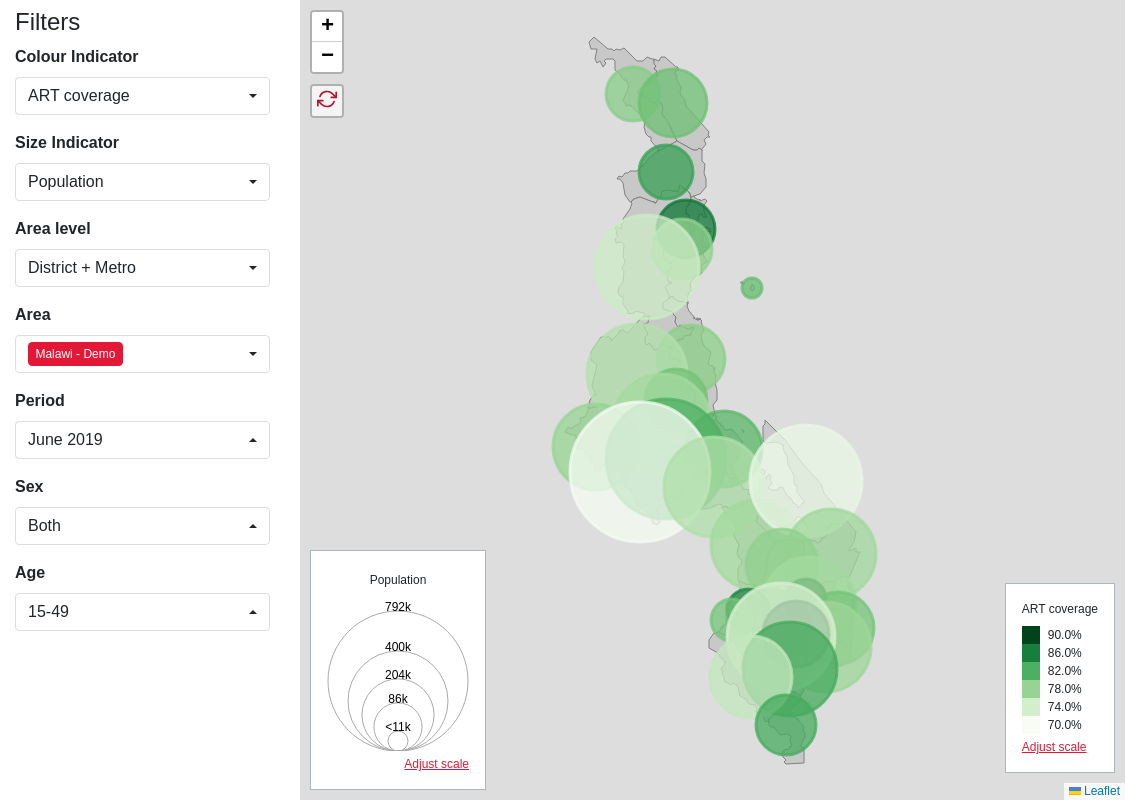 Filters
Colour Indicator
ART coverage
Size Indicator
Population
Area level
District + Metro
Area
Malawi - Demo
Period
June 2019
Sex
Both
Age
15-49
+
−
Population
792k
400k
204k
86k
<11k
Adjust scale
ART coverage
90.0%
86.0%
82.0%
78.0%
74.0%
70.0%
Adjust scale
Leaflet